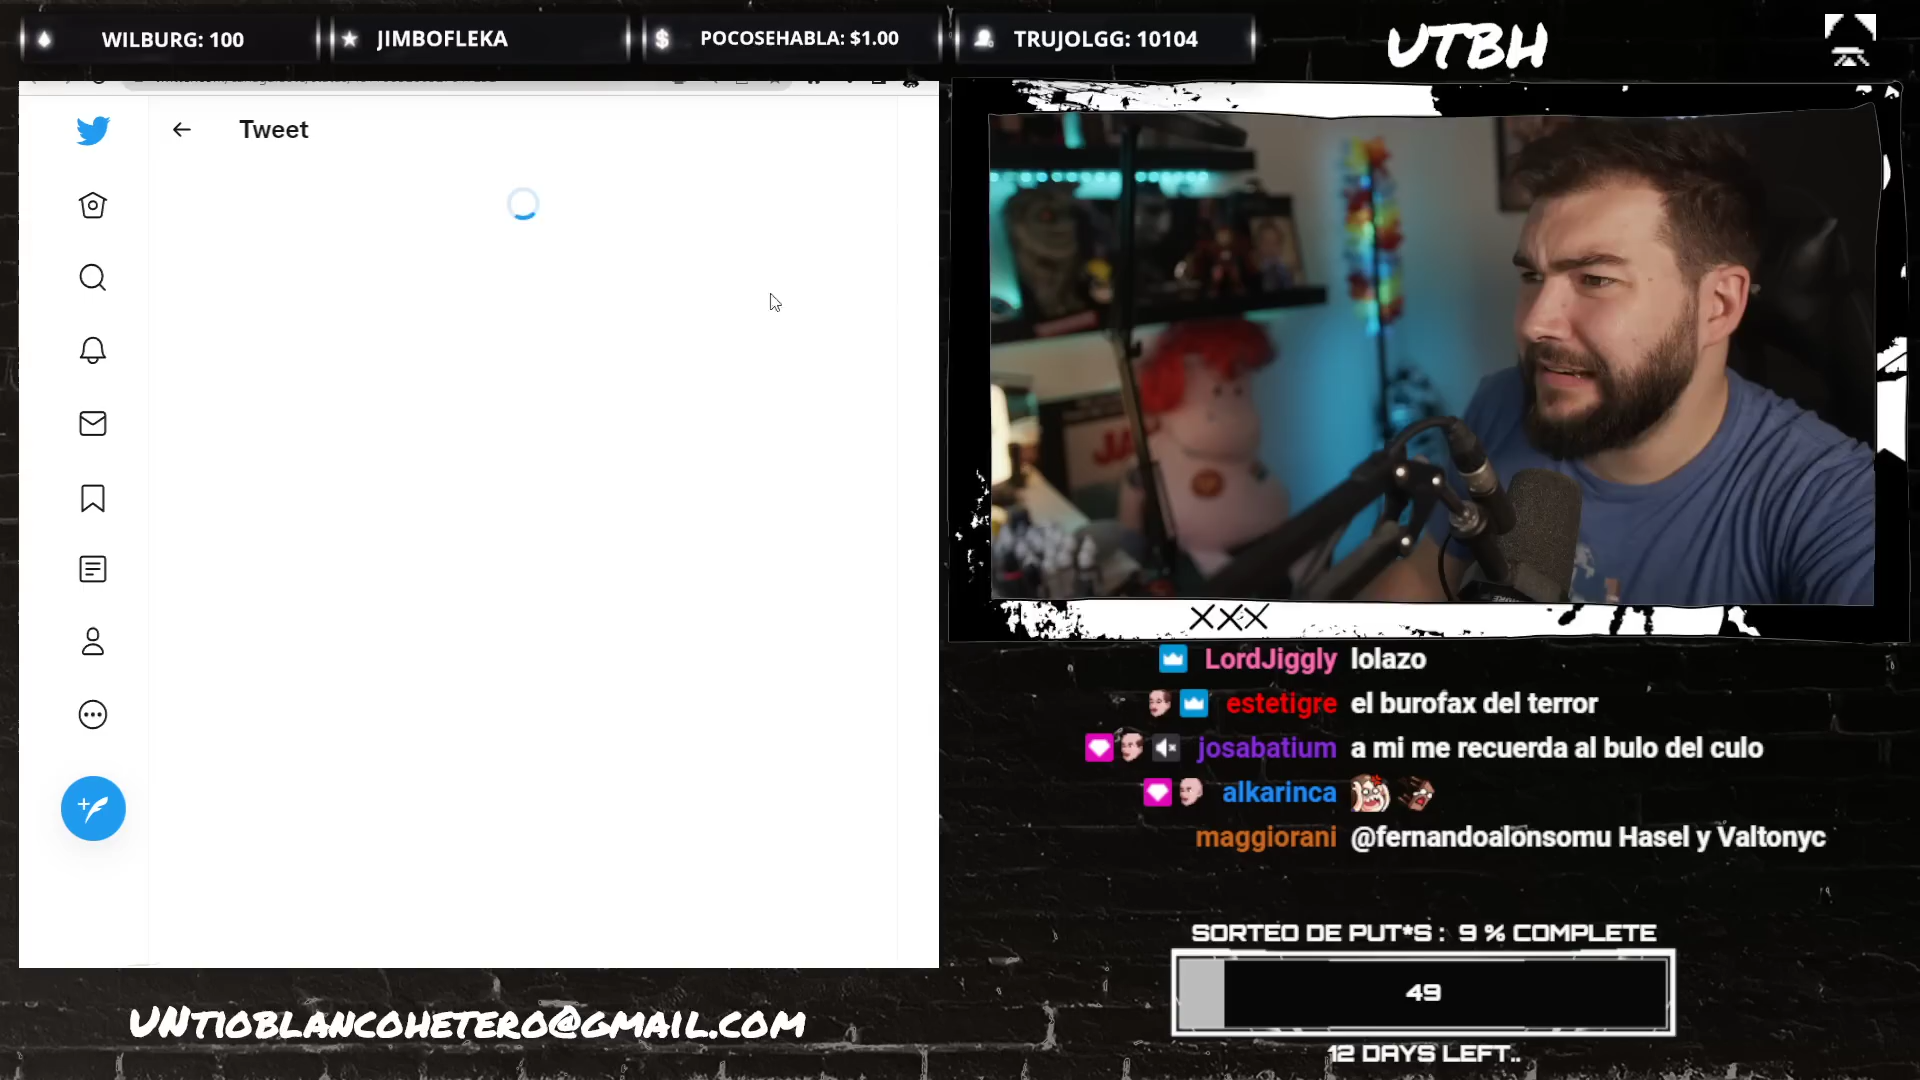 WILBURG: 100
JIMBOFLEKA
POCOSEHABLA: $1.00
TRUJOLGG: 10104
UTBH
Tweet
XXX
LordJiggly lolazo
estetigre el burofax del terror
josabatium a mi me recuerda al bulo del culo
alkarinca
maggiorani @fernandoalonsomu Hasel y Valtonyc
SORTEO DE PUT*S : 9 % COMPLETE
49
12 DAYS LEFT..
UNTIOBLANCOHETERO@GMAIL.COM